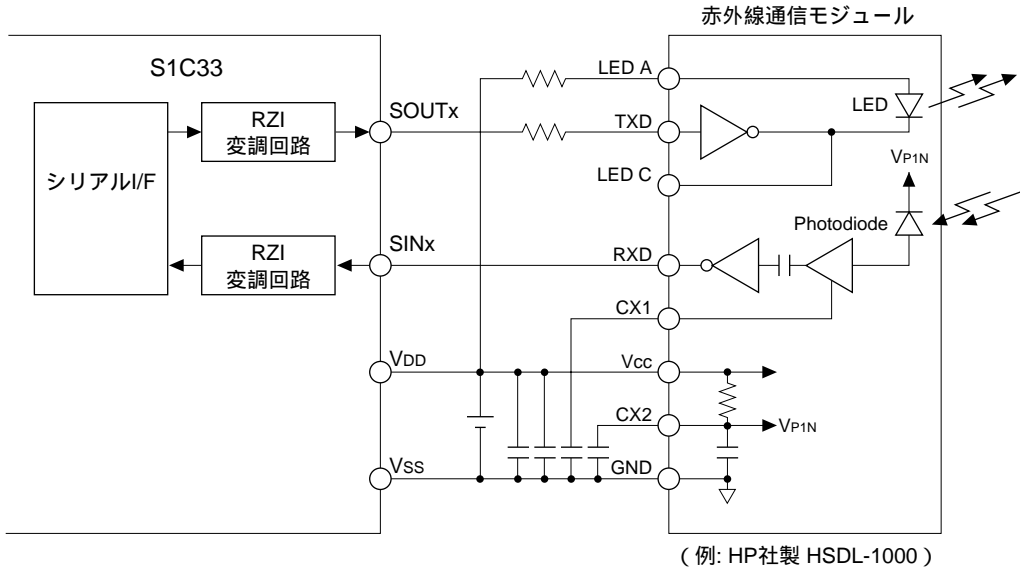 赤外線通信モジュール
S1C33
LED A
LED
SOUTx
RZI
変調回路
TXD
LED C
VP1N
シリアルI/F
Photodiode
SINx
RZI
変調回路
RXD
CX1
VDD
Vcc
CX2
VP1N
VSS
GND
(例: HP社製 HSDL-1000)